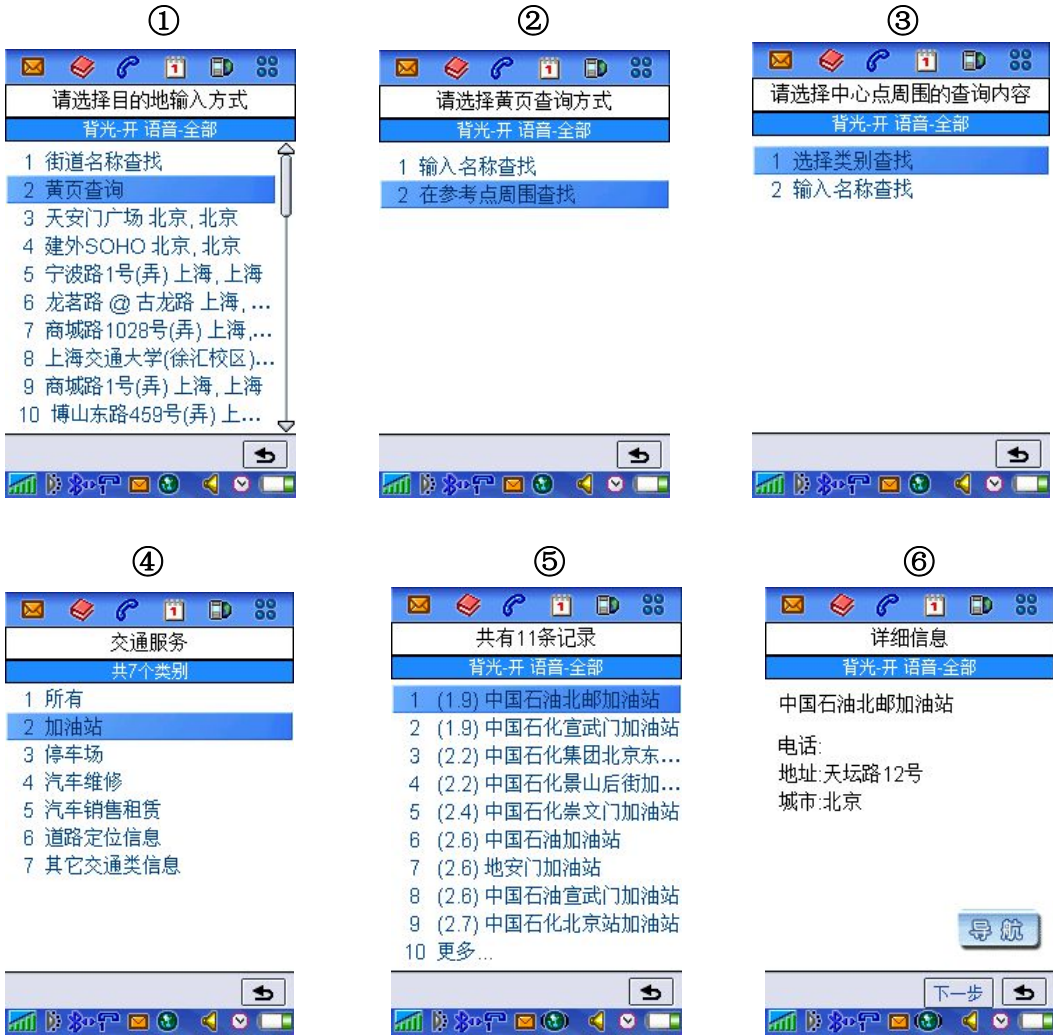 ①
请选择目的地输入方式
背光-开 语音-全部
1 街道名称查找
2 黄页查询
3 天安门广场 北京, 北京
4 建外SOHO 北京, 北京
5 宁波路1号(弄) 上海, 上海
6 龙茗路 @ 古龙路 上海, ...
7 商城路1028号(弄) 上海,...
8 上海交通大学(徐汇校区)...
9 商城路1号(弄) 上海, 上海
10 博山东路459号(弄) 上...
②
请选择黄页查询方式
背光-开 语音-全部
1 输入名称查找
2 在参考点周围查找
③
请选择中心点周围的查询内容
背光-开 语音-全部
1 选择类别查找
2 输入名称查找
④
交通服务
共7个类别
1 所有
2 加油站
3 停车场
4 汽车维修
5 汽车销售租赁
6 道路定位信息
7 其它交通类信息
⑤
共有11条记录
背光-开 语音-全部
1 (1.9) 中国石油北邮加油站
2 (1.9) 中国石化宣武门加油站
3 (2.2) 中国石化集团北京东...
4 (2.2) 中国石化景山后街加...
5 (2.4) 中国石化崇文门加油站
6 (2.6) 中国石油加油站
7 (2.6) 地安门加油站
8 (2.6) 中国石油宣武门加油站
9 (2.7) 中国石化北京站加油站
10 更多...
⑥
详细信息
背光-开 语音-全部
中国石油北邮加油站
电话:
地址:天坛路12号
城市:北京
导航
下一步